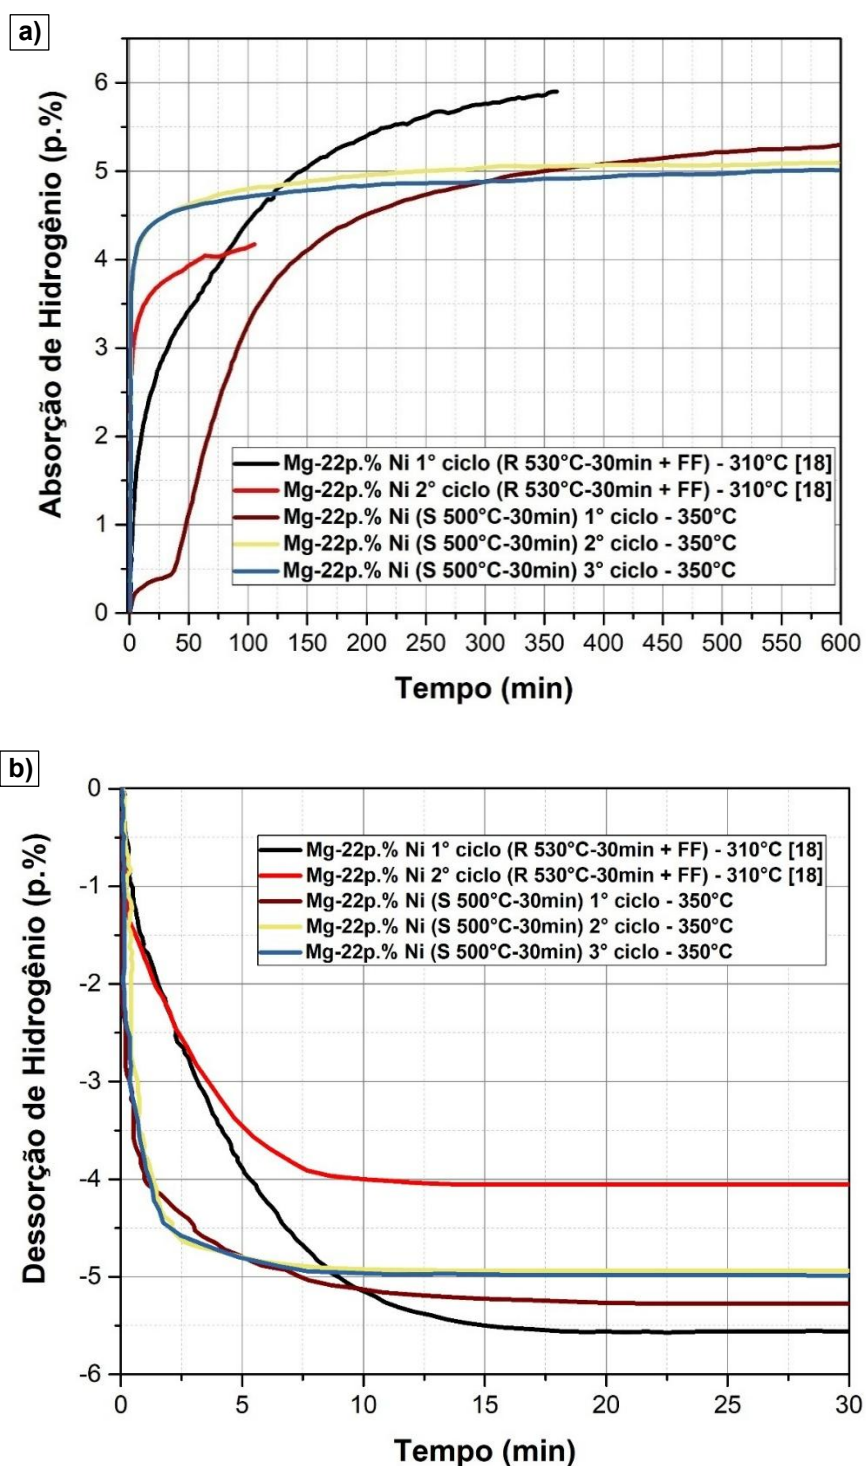 a)
6
5
4
3
2
1
0
Absorção de Hidrogênio (p.%)
Mg-22p.% Ni 1° ciclo (R 530°C-30min + FF) - 310°C [18]
Mg-22p.% Ni 2° ciclo (R 530°C-30min + FF) - 310°C [18]
Mg-22p.% Ni (S 500°C-30min) 1° ciclo - 350°C
Mg-22p.% Ni (S 500°C-30min) 2° ciclo - 350°C
Mg-22p.% Ni (S 500°C-30min) 3° ciclo - 350°C
0 50 100 150 200 250 300 350 400 450 500 550 600
Tempo (min)
b)
0
-1
-2
-3
-4
-5
-6
Dessorção de Hidrogênio (p.%)
Mg-22p.% Ni 1° ciclo (R 530°C-30min + FF) - 310°C [18]
Mg-22p.% Ni 2° ciclo (R 530°C-30min + FF) - 310°C [18]
Mg-22p.% Ni (S 500°C-30min) 1° ciclo - 350°C
Mg-22p.% Ni (S 500°C-30min) 2° ciclo - 350°C
Mg-22p.% Ni (S 500°C-30min) 3° ciclo - 350°C
0 5 10 15 20 25 30
Tempo (min)